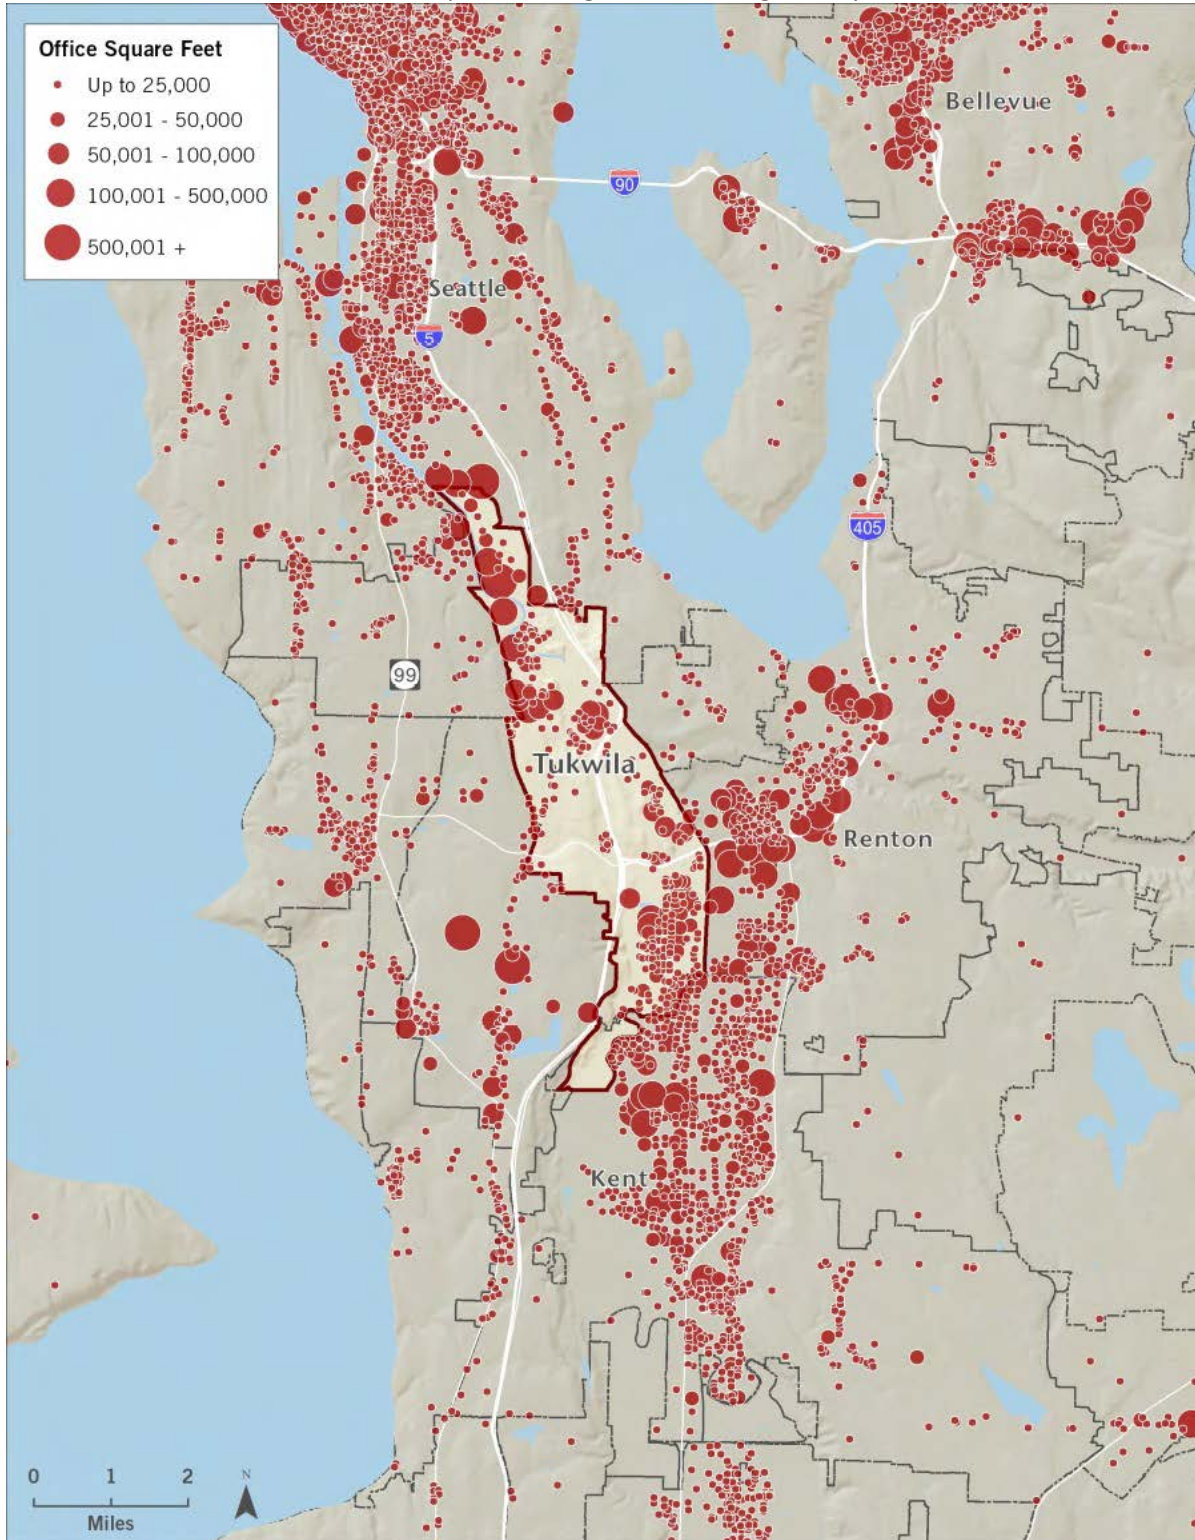 Office Square Feet
Up to 25,000
25,001 - 50,000
50,001 - 100,000
100,001 - 500,000
500,001 +
Bellevue
90
Seattle
5
405
99
Tukwila
Renton
Kent
0 1 2
Miles
N